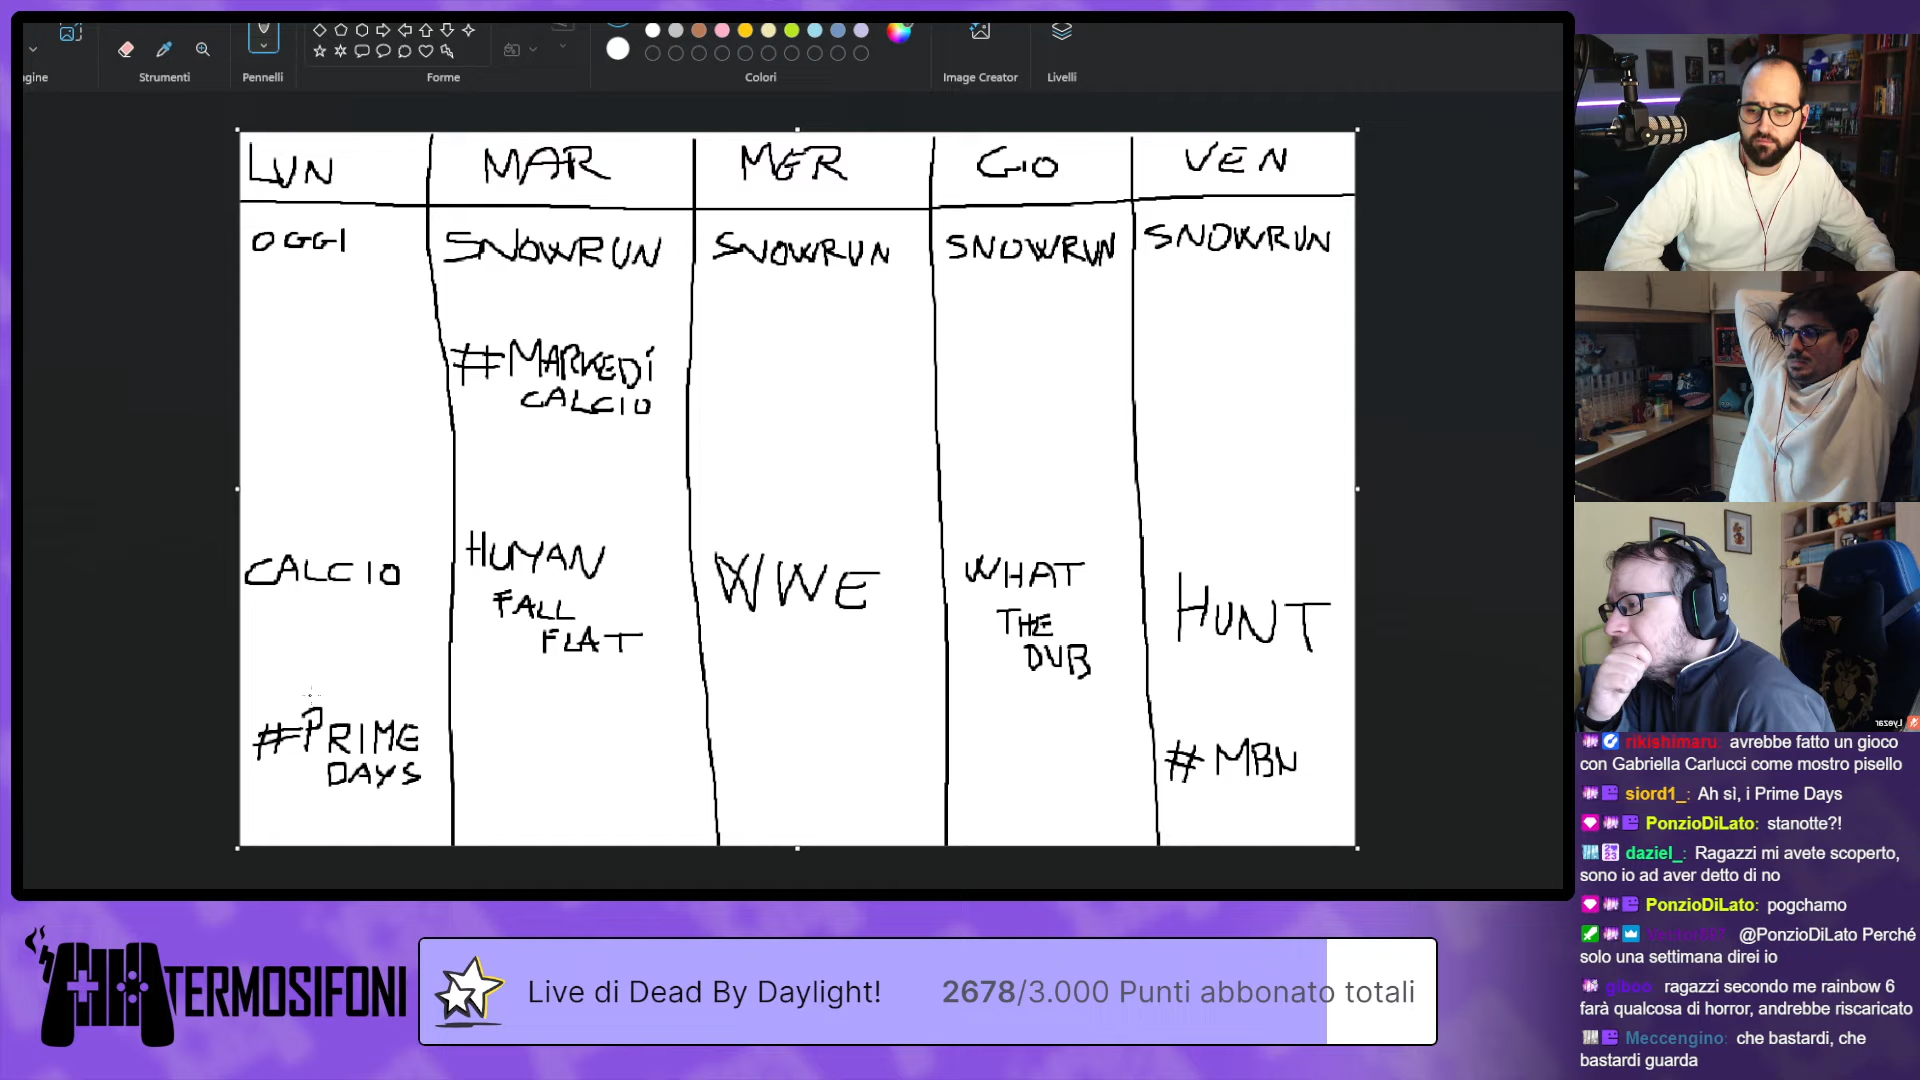 gine
Strumenti
Pennelli
Forme
Colori
Image Creator
Livelli
LUN
MAR
MER
GIO
VEN
OGGI
SNOWRUN
SNOWRUN
SNOWRUN
SNOWRUN
#MARKEDÌ
CALCIO
CALCIO
HUMAN
FALL
FLAT
WWE
WHAT
THE
DUB
HUNT
#PRIME
DAYS
#MBN
Lyezar
rikishimaru: avrebbe fatto un gioco
con Gabriella Carlucci come mostro pisello
siord1_: Ah sì, i Prime Days
PonzioDiLato: stanotte?!
daziel_: Ragazzi mi avete scoperto,
sono io ad aver detto di no
PonzioDiLato: pogchamo
@PonzioDiLato Perché
solo una settimana direi io
giboo ragazzi secondo me rainbow 6
farà qualcosa di horror, andrebbe riscaricato
Meccengino: che bastardi, che
bastardi guarda
TERMOSIFONI
Live di Dead By Daylight!
2678/3.000 Punti abbonato totali